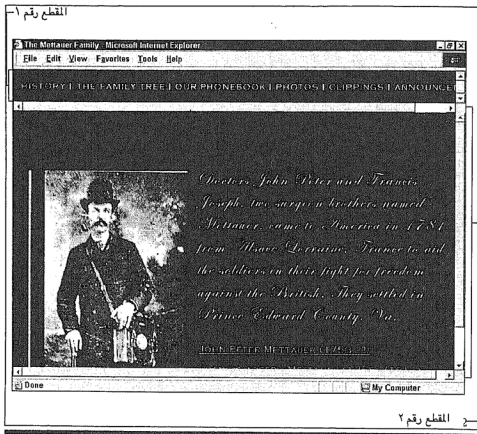 المقطع رقم ١
The Mettauer Family - Microsoft Internet Explorer
File Edit View Favorites Tools Help
HISTORY | THE FAMILY TREE | OUR PHONEBOOK | PHOTOS | CLIPPINGS | ANNOUNCE
Doctors John Peter and Francis
Joseph, two surgeon brothers named
Mettauer, came to America in 1781
from Alsace Lorraine, France to aid
the soldiers in their fight for freedom
against the British. They settled in
Prince Edward County, Va.
JOHN PETER METTAUER (
Done My Computer
المقطع رقم ٢